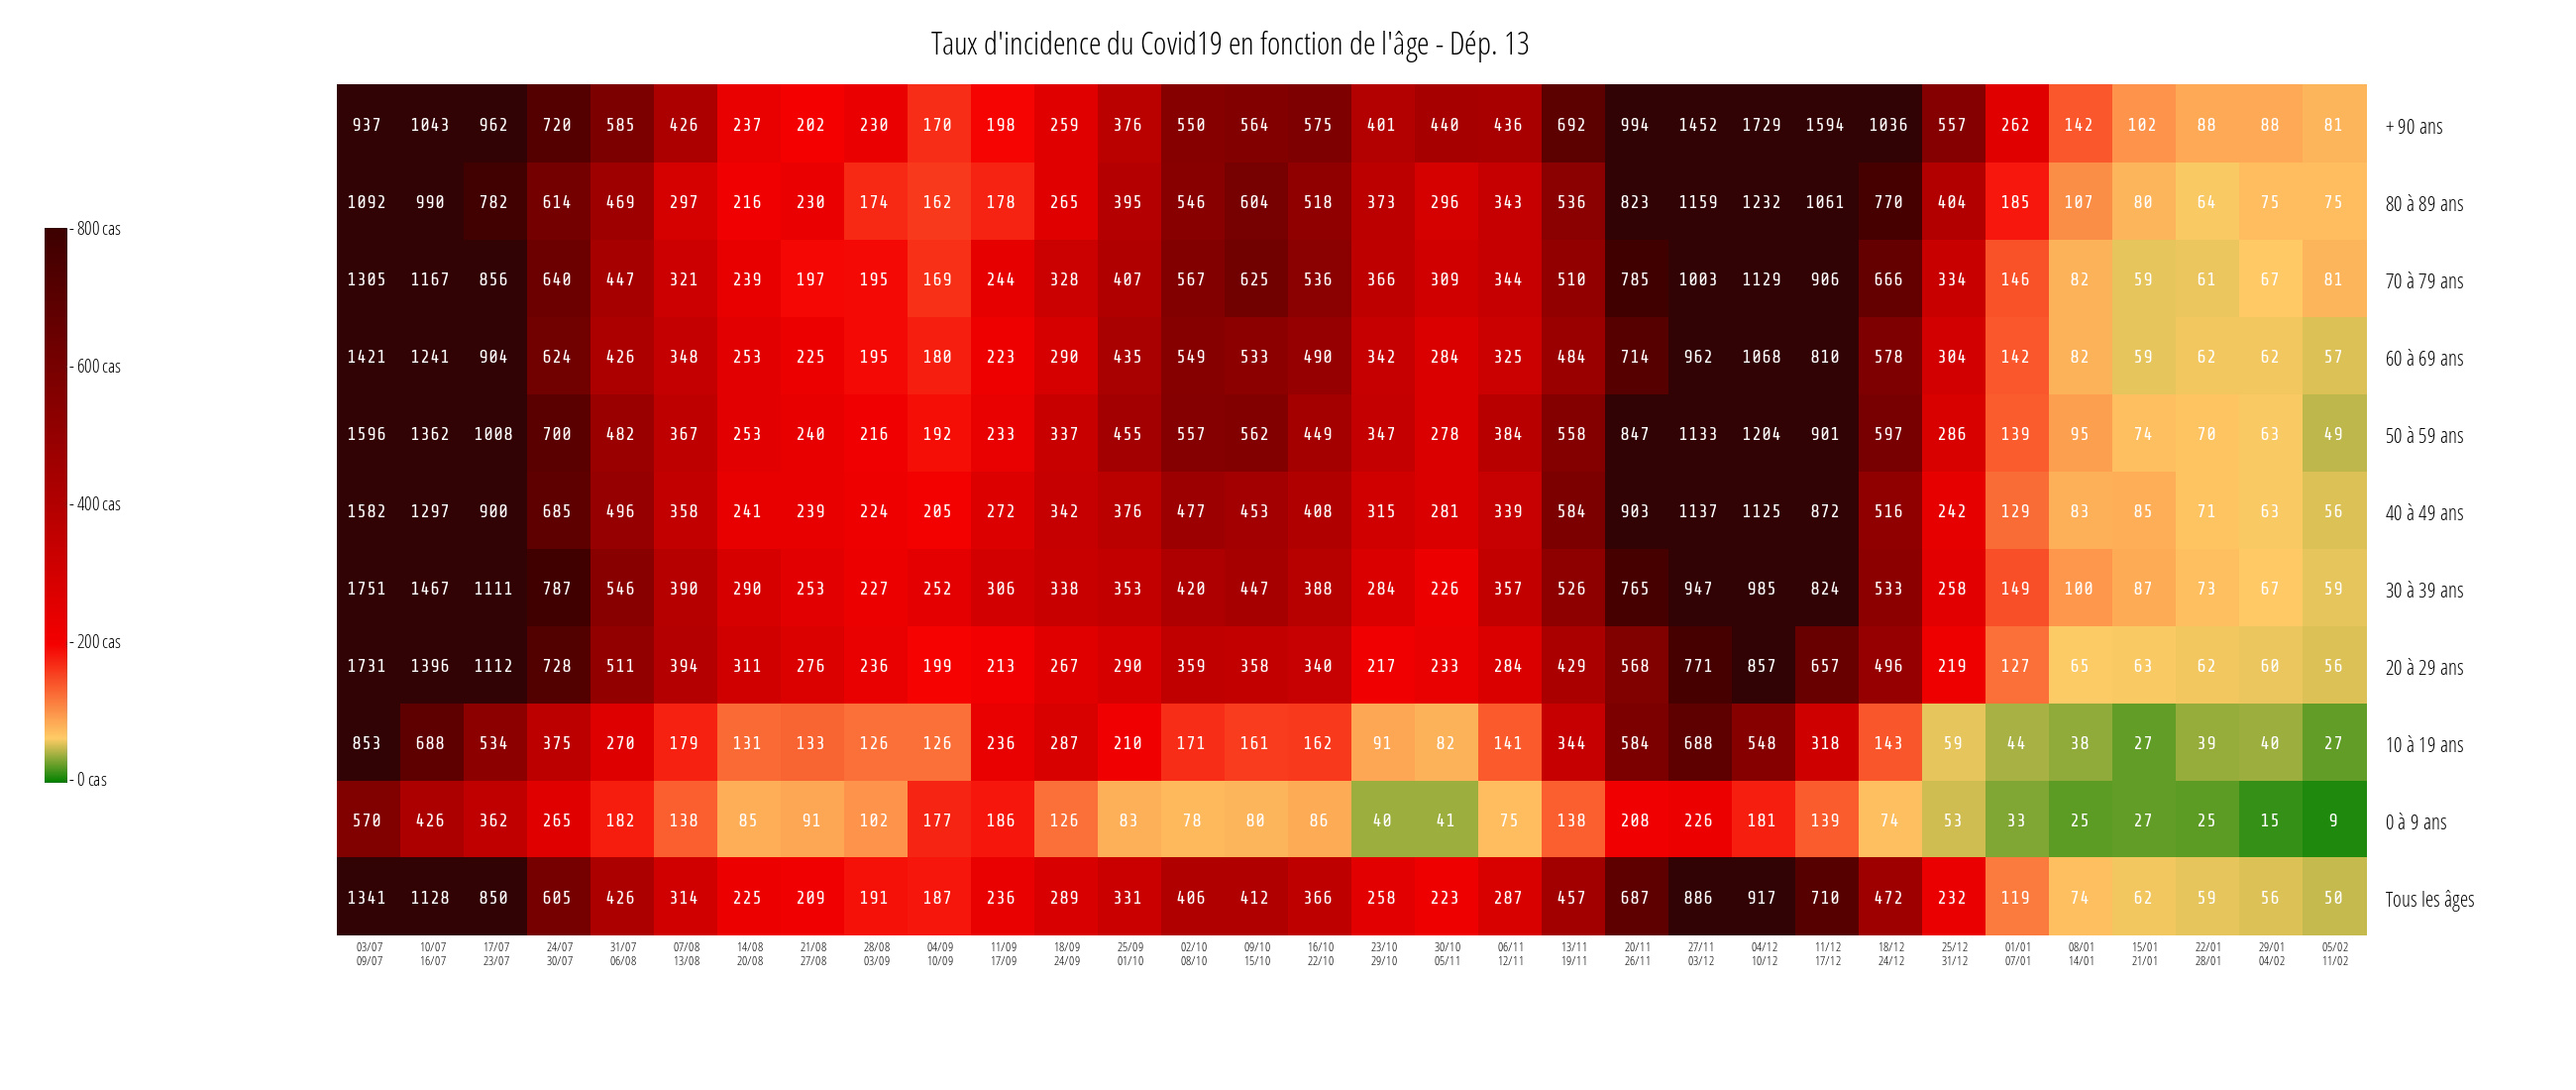 Taux d'incidence du Covid19 en fonction de l'âge - Dép. 13
- 800 cas
- 600 cas
- 400 cas
- 200 cas
- 0 cas
937 1043 962 720 585 426 237 202 230 170 198 259 376 550 564 575 401 440 436 692 994 1452 1729 1594 1036 557 262 142 102 88 88 81 + 90 ans
1092 990 782 614 469 297 216 230 174 162 178 265 395 546 604 518 373 296 343 536 823 1159 1232 1061 770 404 185 107 80 64 75 75 80 à 89 ans
1305 1167 856 640 447 321 239 197 195 169 244 328 407 567 625 536 366 309 344 510 785 1003 1129 906 666 334 146 82 59 61 67 81 70 à 79 ans
1421 1241 904 624 426 348 253 225 195 180 223 290 435 549 533 490 342 284 325 484 714 962 1068 810 578 304 142 82 59 62 62 57 60 à 69 ans
1596 1362 1008 700 482 367 253 240 216 192 233 337 455 557 562 449 347 278 384 558 847 1133 1204 901 597 286 139 95 74 70 63 49 50 à 59 ans
1582 1297 900 685 496 358 241 239 224 205 272 342 376 477 453 408 315 281 339 584 903 1137 1125 872 516 242 129 83 85 71 63 56 40 à 49 ans
1751 1467 1111 787 546 390 290 253 227 252 306 338 353 420 447 388 284 226 357 526 765 947 985 824 533 258 149 100 87 73 67 59 30 à 39 ans
1731 1396 1112 728 511 394 311 276 236 199 213 267 290 359 358 340 217 233 284 429 568 771 857 657 496 219 127 65 63 62 60 56 20 à 29 ans
853 688 534 375 270 179 131 133 126 126 236 287 210 171 161 162 91 82 141 344 584 688 548 318 143 59 44 38 27 39 40 27 10 à 19 ans
570 426 362 265 182 138 85 91 102 177 186 126 83 78 80 86 40 41 75 138 208 226 181 139 74 53 33 25 27 25 15 9 0 à 9 ans
1341 1128 850 605 426 314 225 209 191 187 236 289 331 406 412 366 258 223 287 457 687 886 917 710 472 232 119 74 62 59 56 50 Tous les âges
03/07 10/07 17/07 24/07 31/07 07/08 14/08 21/08 28/08 04/09 11/09 18/09 25/09 02/10 09/10 16/10 23/10 30/10 06/11 13/11 20/11 27/11 04/12 11/12 18/12 25/12 01/01 08/01 15/01 22/01 29/01 05/02
09/07 16/07 23/07 30/07 06/08 13/08 20/08 27/08 03/09 10/09 17/09 24/09 01/10 08/10 15/10 22/10 29/10 05/11 12/11 19/11 26/11 03/12 10/12 17/12 24/12 31/12 07/01 14/01 21/01 28/01 04/02 11/02